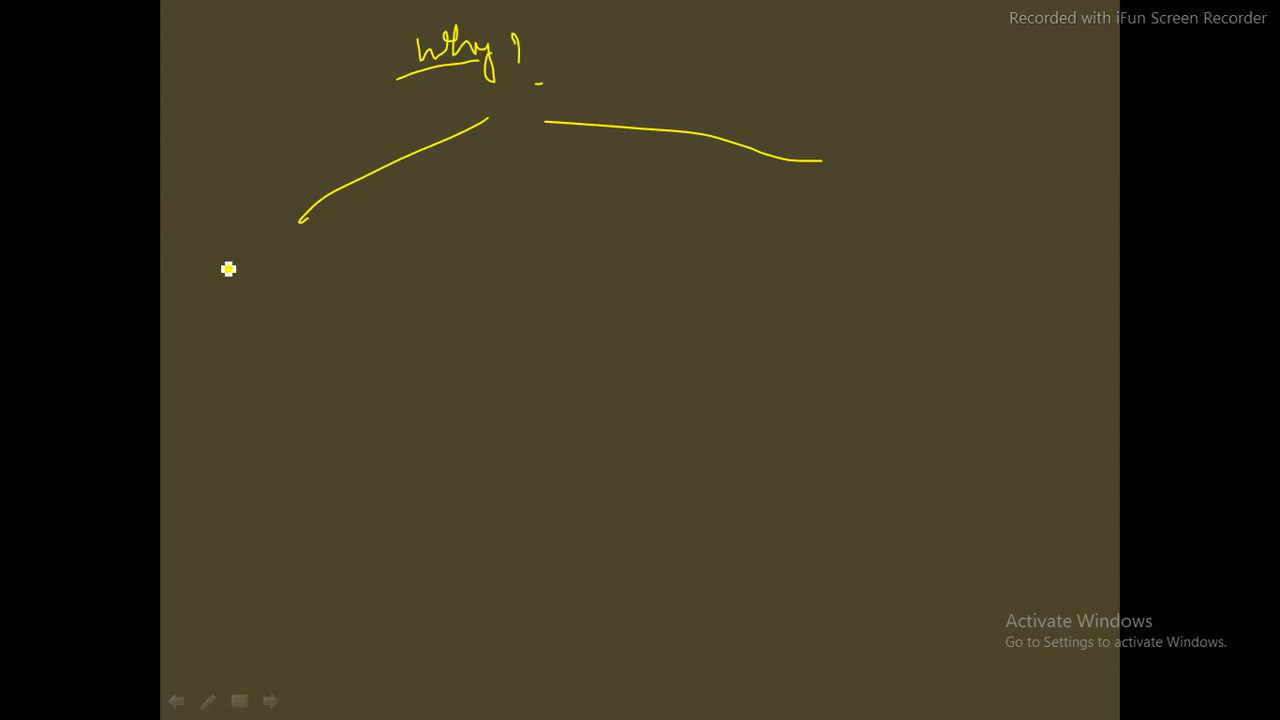 Recorded with iFun Screen Recorder
Why ?
Activate Windows
Go to Settings to activate Windows.